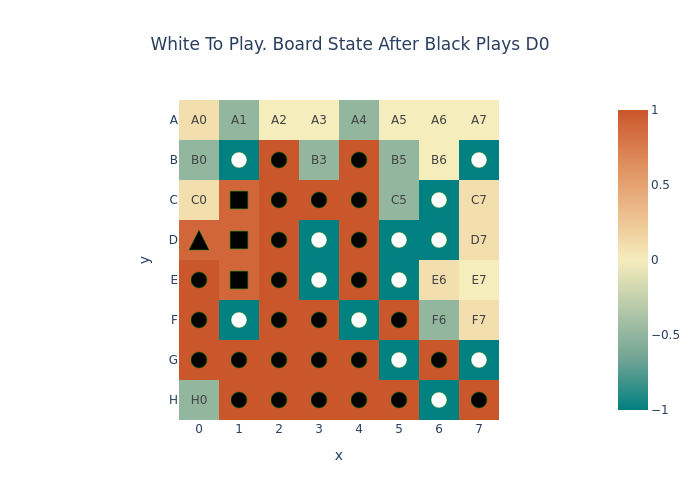 White To Play. Board State After Black Plays D0
A A0 A1 A2 A3 A4 A5 A6 A7
B B0 B3 B5 B6
C C0 C5 C7
D D7
E E6 E7
F F6 F7
G
H H0
0 1 2 3 4 5 6 7
x
y
1
0.5
0
−0.5
−1